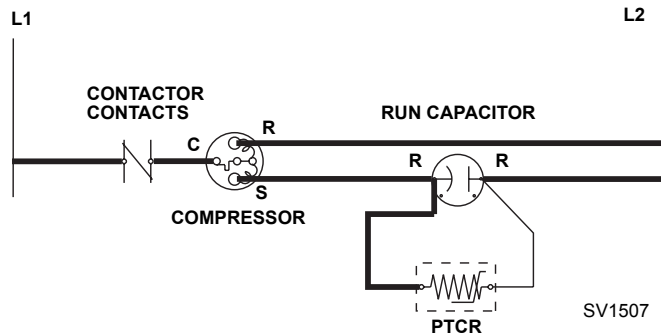 L1
L2
CONTACTOR
CONTACTS
R
RUN CAPACITOR
C
R
R
S
COMPRESSOR
SV1507
PTCR